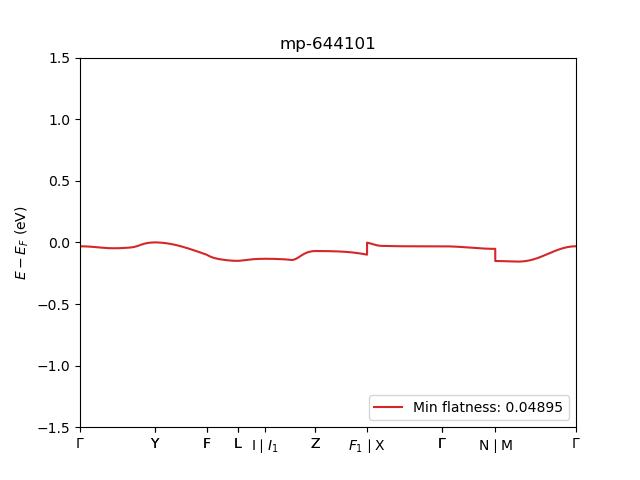 mp-644101
E − E_F (eV)
1.5
1.0
0.5
0.0
−0.5
−1.0
−1.5
Min flatness: 0.04895
Γ Y F L I | I_1 Z F_1 | X Γ N | M Γ